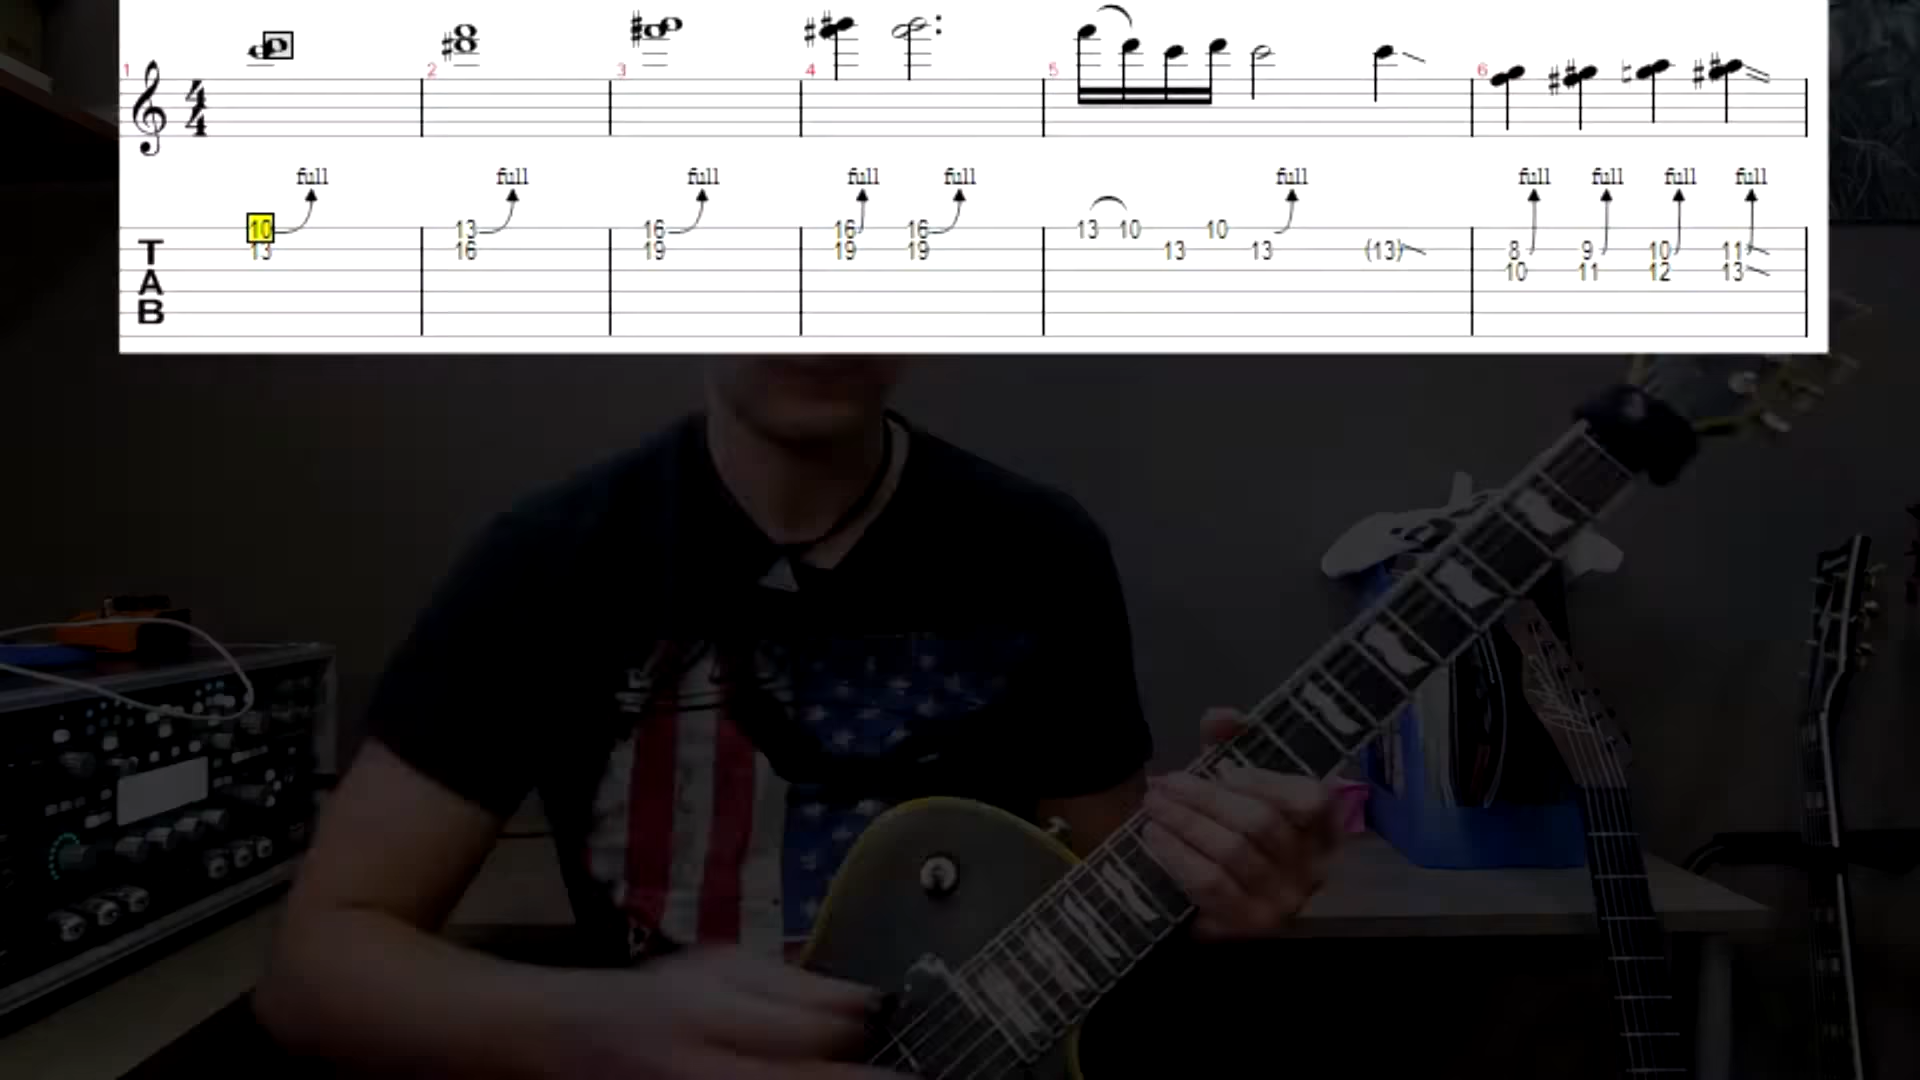 1 2 3 4 5 6
4
4
full full full full full full full full full full
10 13 16 16 16 13 10 10
T 13 16 19 19 19 13 13 (13) 8 9 10 11
A 10 11 12 13
B